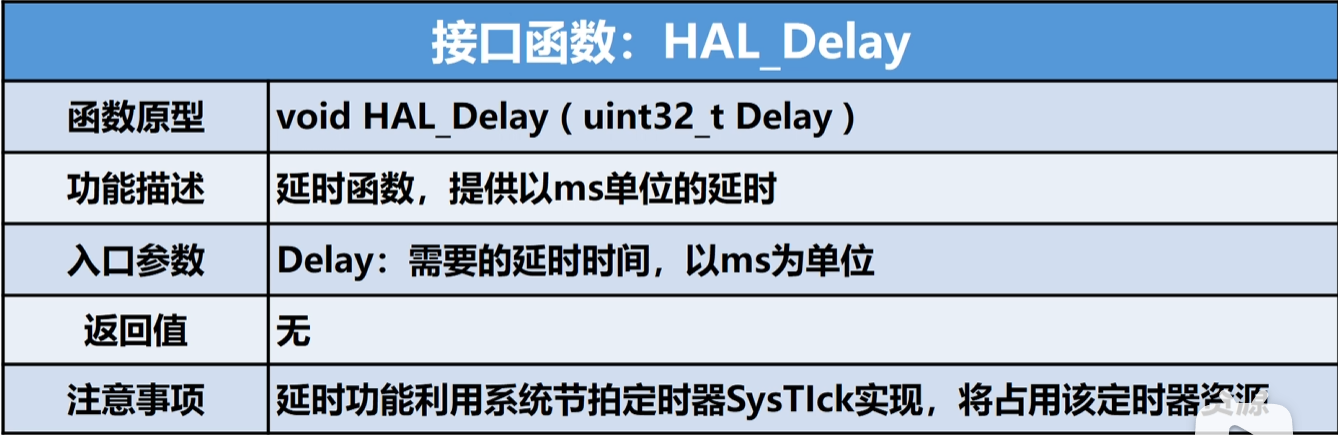 接口函数：HAL_Delay
函数原型 void HAL_Delay ( uint32_t Delay )
功能描述 延时函数，提供以ms单位的延时
入口参数 Delay：需要的延时时间，以ms为单位
返回值 无
注意事项 延时功能利用系统节拍定时器SysTIck实现，将占用该定时器资源